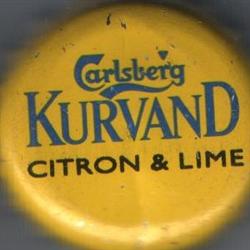 Carlsberg
KURVAND
CITRON & LIME